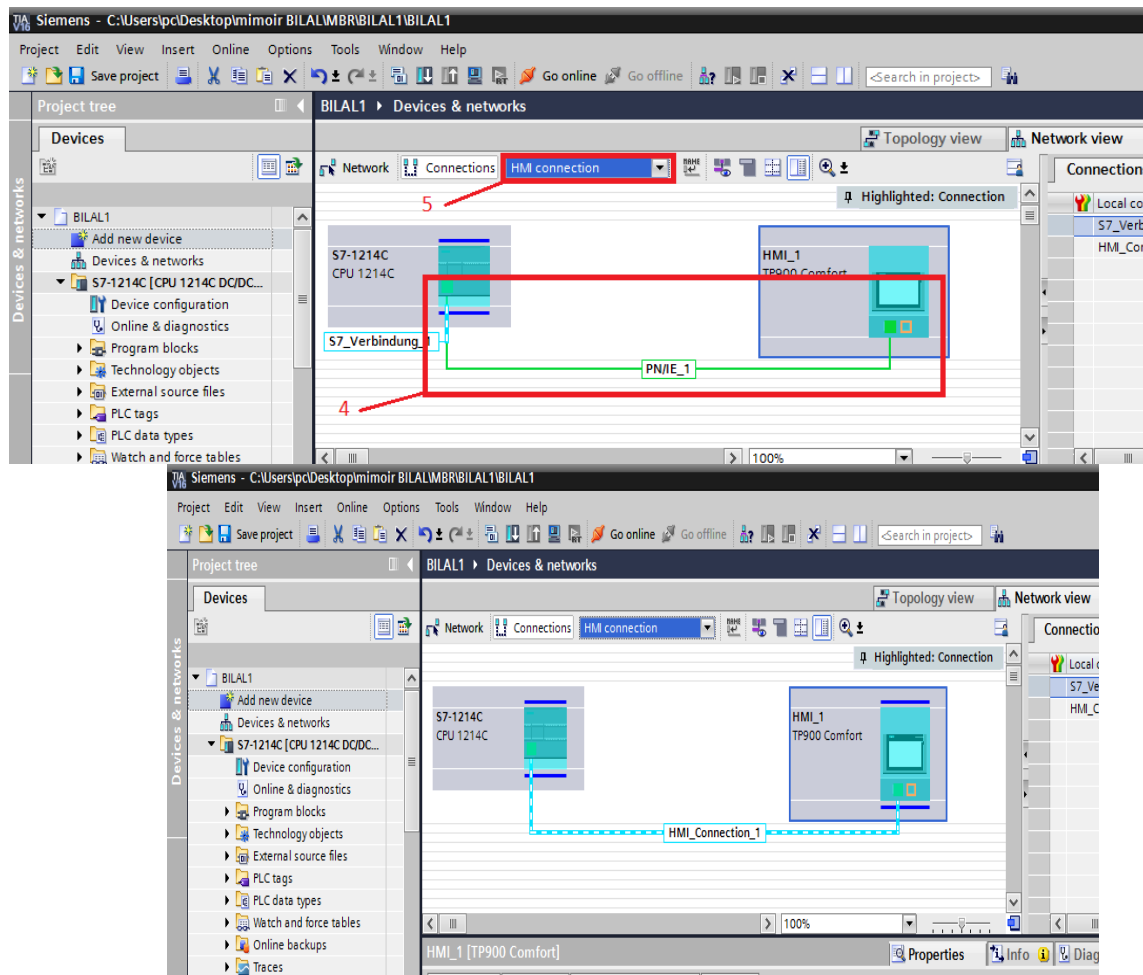 Siemens - C:\Users\pc\Desktop\mimoir BILAL\MBR\BILAL1\BILAL1
Project Edit View Insert Online Options Tools Window Help
Save project Go online Go offline <Search in project>
Project tree
BILAL1 Devices & networks
Devices
Topology view Network view
Network Connections HMI connection
Connection
5
Highlighted: Connection
Local co
S7_Verb
HMI_Cor
Devices & networks
BILAL1
Add new device
Devices & networks
S7-1214C [CPU 1214C DC/DC...
Device configuration
Online & diagnostics
Program blocks
Technology objects
External source files
PLC tags
PLC data types
Watch and force tables
S7-1214C
CPU 1214C
HMI_1
TP900 Comfort
S7_Verbindung_1
PN/IE_1
4
100%
Siemens - C:\Users\pc\Desktop\mimoir BILAL\MBR\BILAL1\BILAL1
Project Edit View Insert Online Options Tools Window Help
Save project Go online Go offline <Search in project>
Project tree
BILAL1 Devices & networks
Devices
Topology view Network view
Network Connections HMI connection
Connectio
Highlighted: Connection
Local c
S7_Ve
HMI_C
Devices & networks
BILAL1
Add new device
Devices & networks
S7-1214C [CPU 1214C DC/DC...
Device configuration
Online & diagnostics
Program blocks
Technology objects
External source files
PLC tags
PLC data types
Watch and force tables
Online backups
Traces
S7-1214C
CPU 1214C
HMI_1
TP900 Comfort
HMI_Connection_1
100%
HMI_1 [TP900 Comfort]
Properties Info Diag